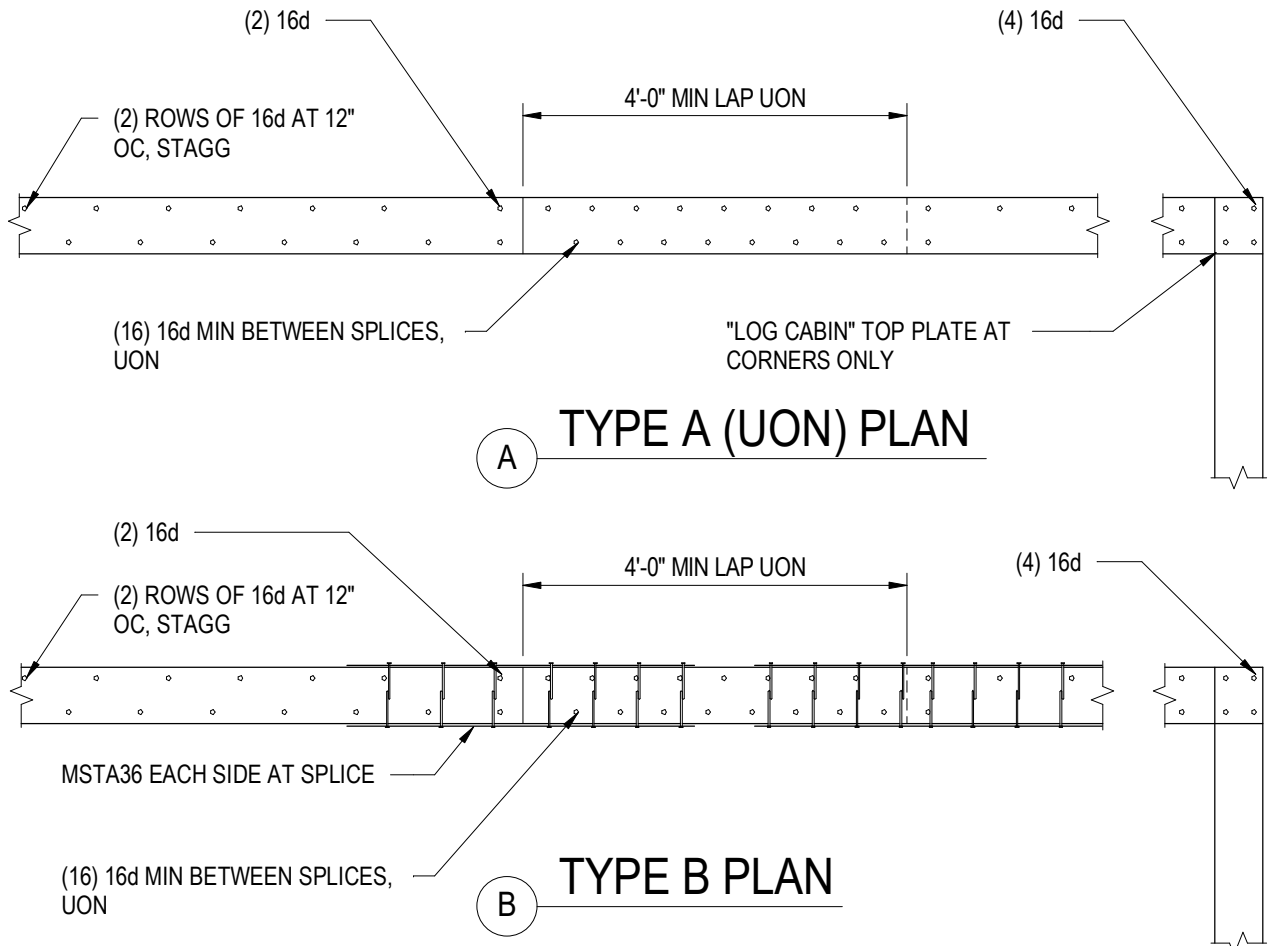 (2) 16d
(4) 16d
4'-0" MIN LAP UON
(2) ROWS OF 16d AT 12"
OC, STAGG
(16) 16d MIN BETWEEN SPLICES,
UON
"LOG CABIN" TOP PLATE AT
CORNERS ONLY
A
TYPE A (UON) PLAN
(2) 16d
4'-0" MIN LAP UON
(4) 16d
(2) ROWS OF 16d AT 12"
OC, STAGG
MSTA36 EACH SIDE AT SPLICE
(16) 16d MIN BETWEEN SPLICES,
UON
B
TYPE B PLAN